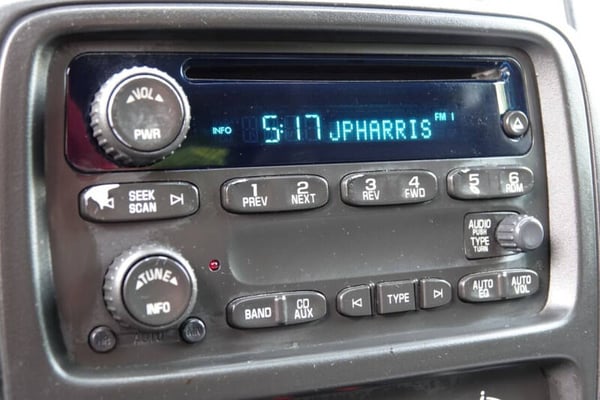 VOL
PWR
INFO 5:17 JPHARRIS FM 1
SEEK
SCAN
1 PREV
2 NEXT
3 REV
4 FWD
5
6 RDM
AUDIO
PUSH
TYPE
TURN
TUNE
INFO
AUTO
BAND
CD
AUX
TYPE
AUTO
EQ
AUTO
VOL